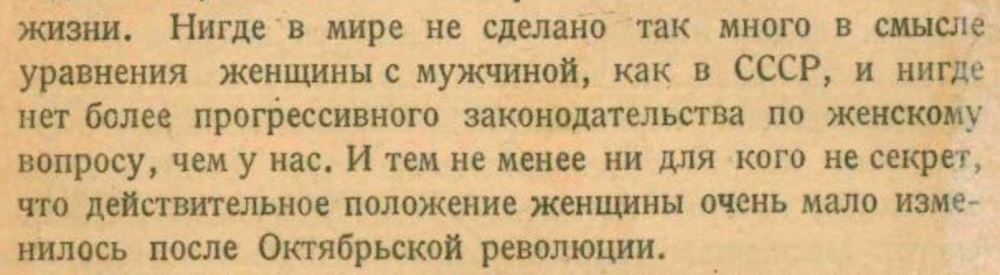 жизни. Нигде в мире не сделано так много в смысле
уравнения женщины с мужчиной, как в СССР, и нигде
нет более прогрессивного законодательства по женскому
вопросу, чем у нас. И тем не менее ни для кого не секрет,
что действительное положение женщины очень мало изме-
нилось после Октябрьской революции.